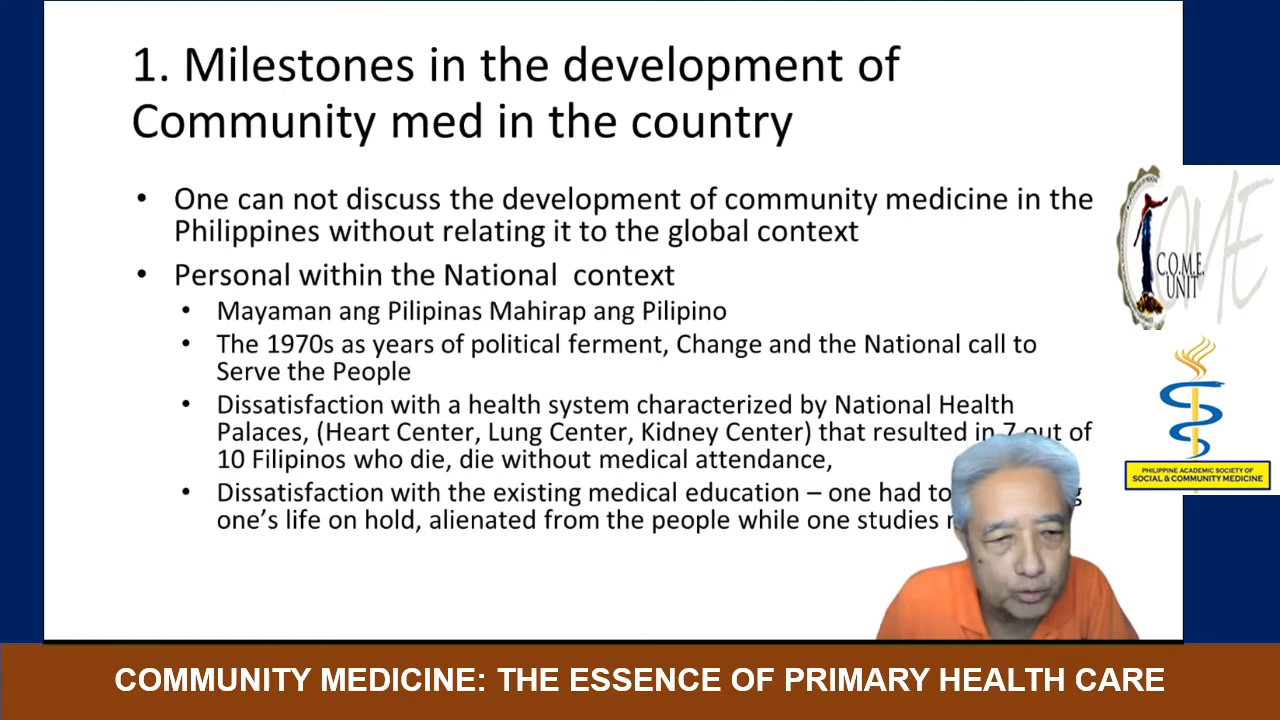 1. Milestones in the development of
Community med in the country
• One can not discuss the development of community medicine in the
Philippines without relating it to the global context
• Personal within the National context
• Mayaman ang Pilipinas Mahirap ang Pilipino
• The 1970s as years of political ferment, Change and the National call to
Serve the People
• Dissatisfaction with a health system characterized by National Health
Palaces, (Heart Center, Lung Center, Kidney Center) that resulted in 7 out of
10 Filipinos who die, die without medical attendance,
• Dissatisfaction with the existing medical education – one had to
one's life on hold, alienated from the people while one studies
COME
C.O.M.E.
UNIT
PHILIPPINE ACADEMIC SOCIETY OF
SOCIAL & COMMUNITY MEDICINE
COMMUNITY MEDICINE: THE ESSENCE OF PRIMARY HEALTH CARE